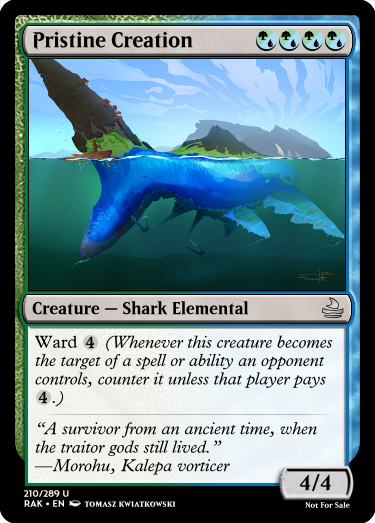 Pristine Creation
Creature — Shark Elemental
Ward 4 (Whenever this creature becomes
the target of a spell or ability an opponent
controls, counter it unless that player pays
4.)
“A survivor from an ancient time, when
the traitor gods still lived.”
—Morohu, Kalepa vorticer
4/4
210/289 U
RAK • EN TOMASZ KWIATKOWSKI
Not For Sale